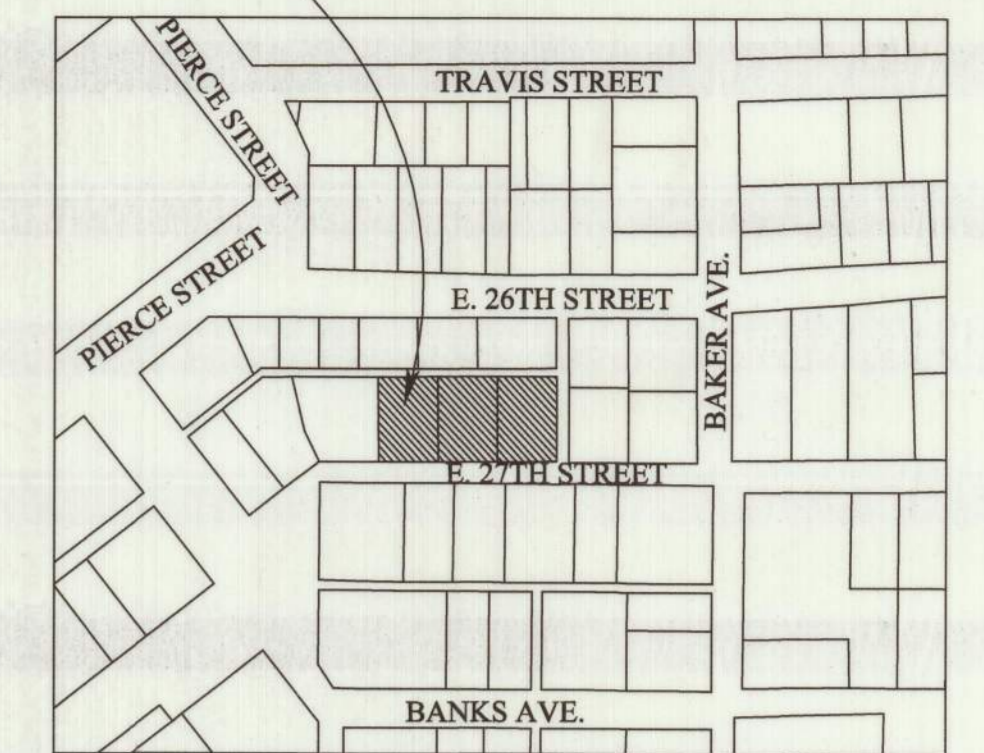 PIERCE STREET
TRAVIS STREET
PIERCE STREET
E. 26TH STREET
BAKER AVE.
E. 27TH STREET
BANKS AVE.